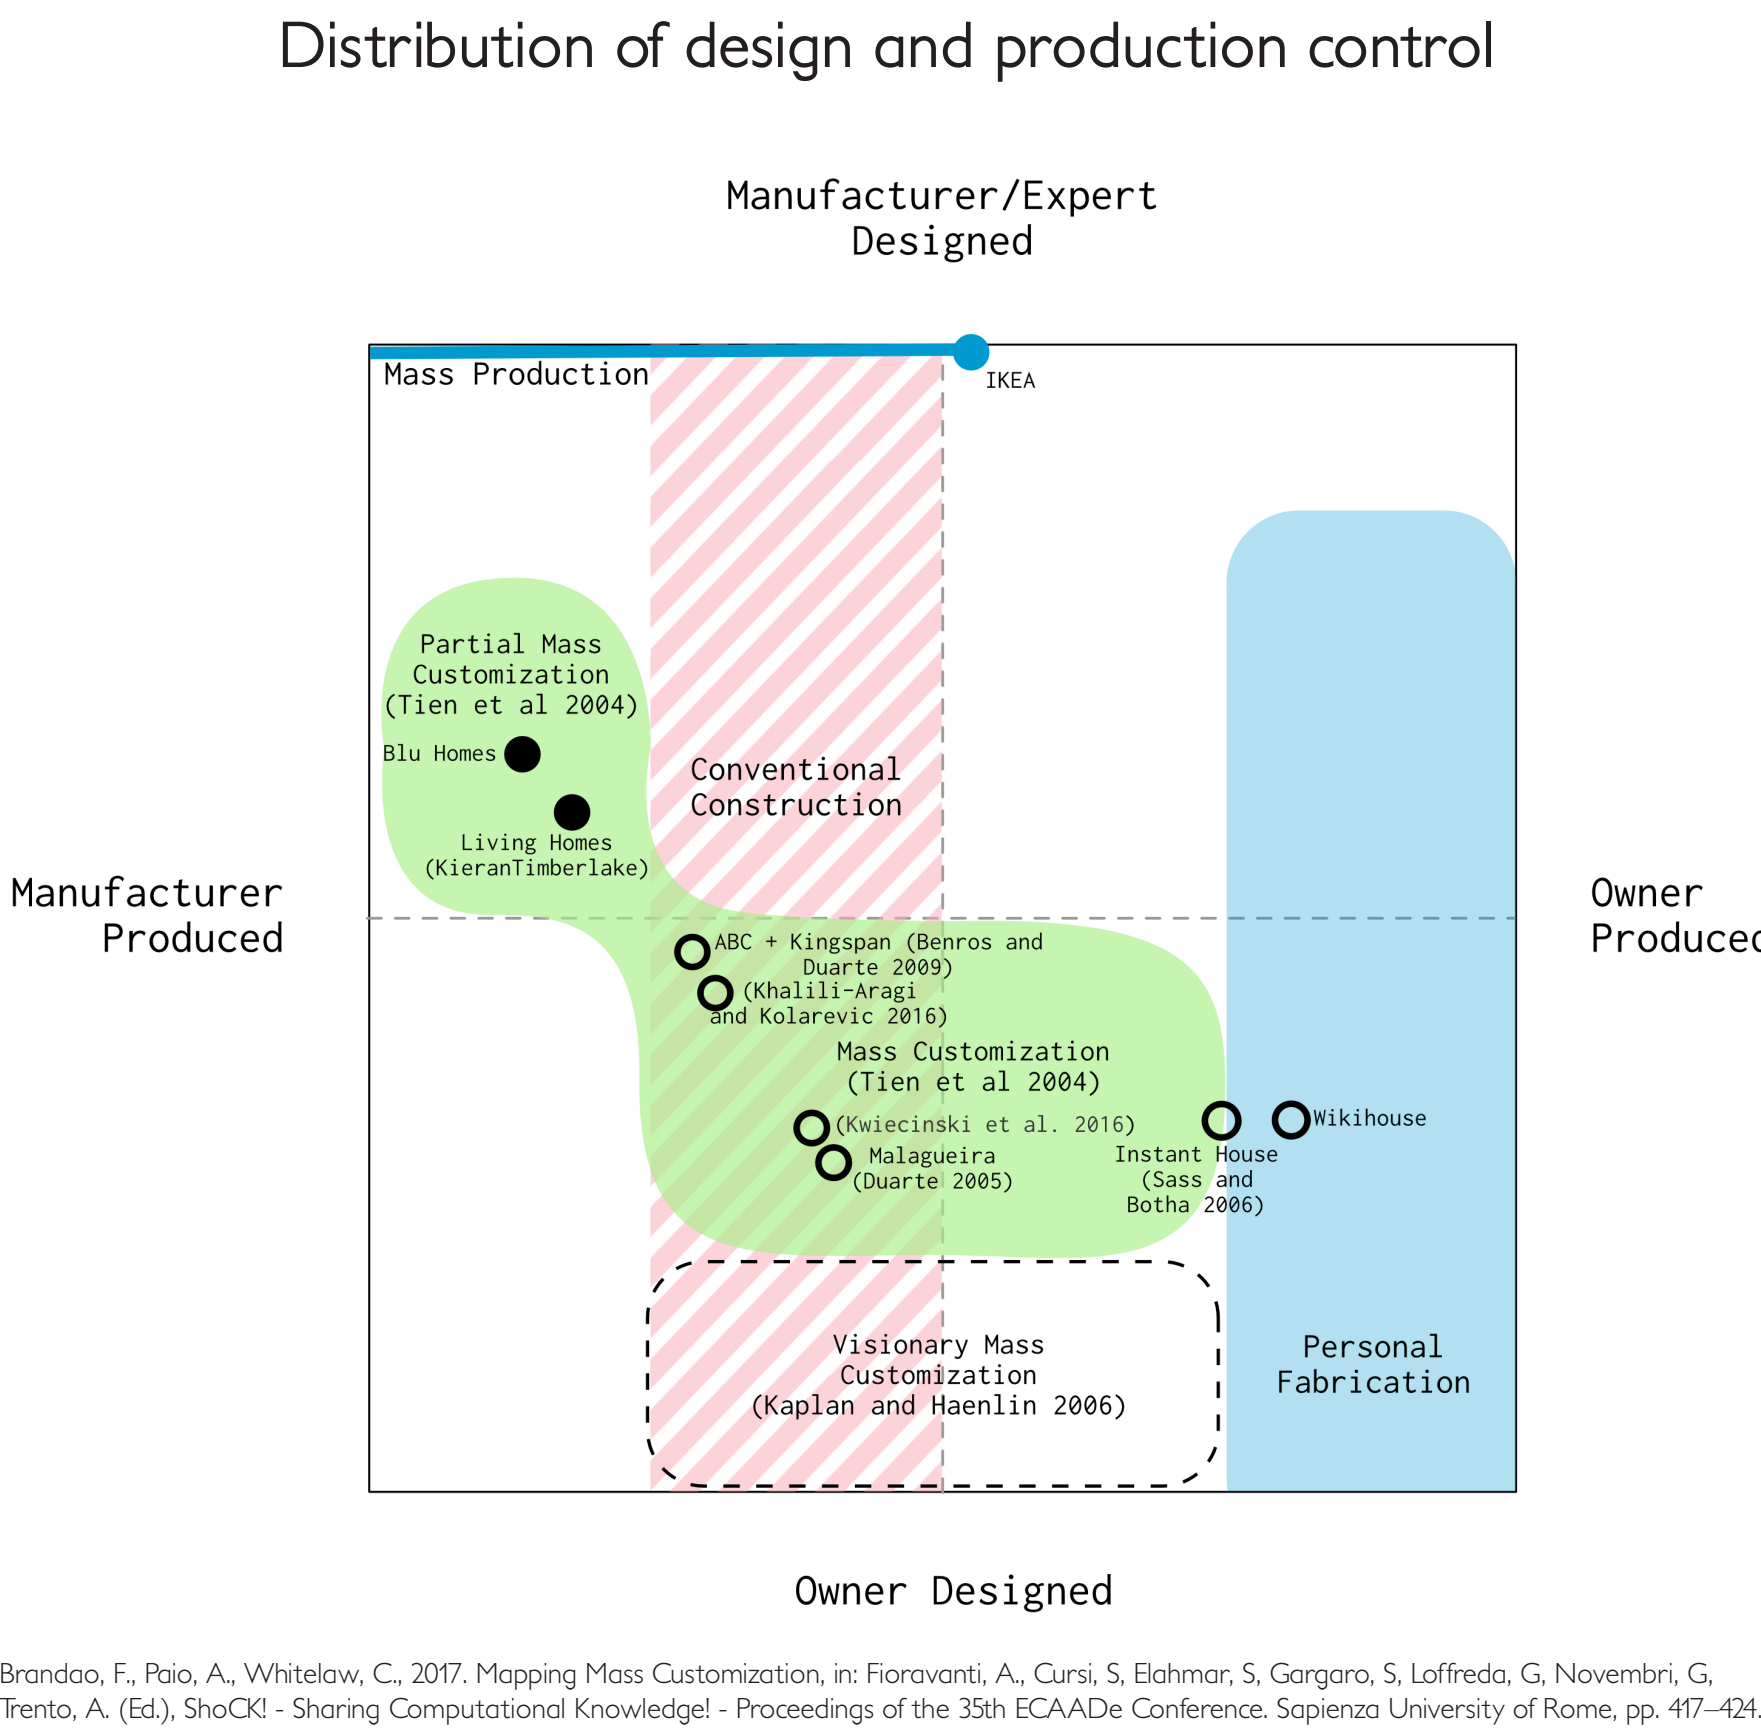 Distribution of design and production control
Manufacturer/Expert
Designed
Mass Production
IKEA
Partial Mass
Customization
(Tien et al 2004)
Blu Homes
Conventional
Construction
Living Homes
(KieranTimberlake)
Manufacturer
Produced
Owner
Produced
ABC + Kingspan (Benros and
Duarte 2009)
(Khalili-Aragi
and Kolarevic 2016)
Mass Customization
(Tien et al 2004)
(Kwiecinski et al. 2016)
Malagueira
(Duarte 2005)
Wikihouse
Instant House
(Sass and
Botha 2006)
Visionary Mass
Customization
(Kaplan and Haenlin 2006)
Personal
Fabrication
Owner Designed
Brandao, F., Paio, A., Whitelaw, C., 2017. Mapping Mass Customization, in: Fioravanti, A., Cursi, S, Elahmar, S, Gargaro, S, Loffreda, G, Novembri, G,
Trento, A. (Ed.), ShoCK! - Sharing Computational Knowledge! - Proceedings of the 35th ECAADe Conference. Sapienza University of Rome, pp. 417–424.